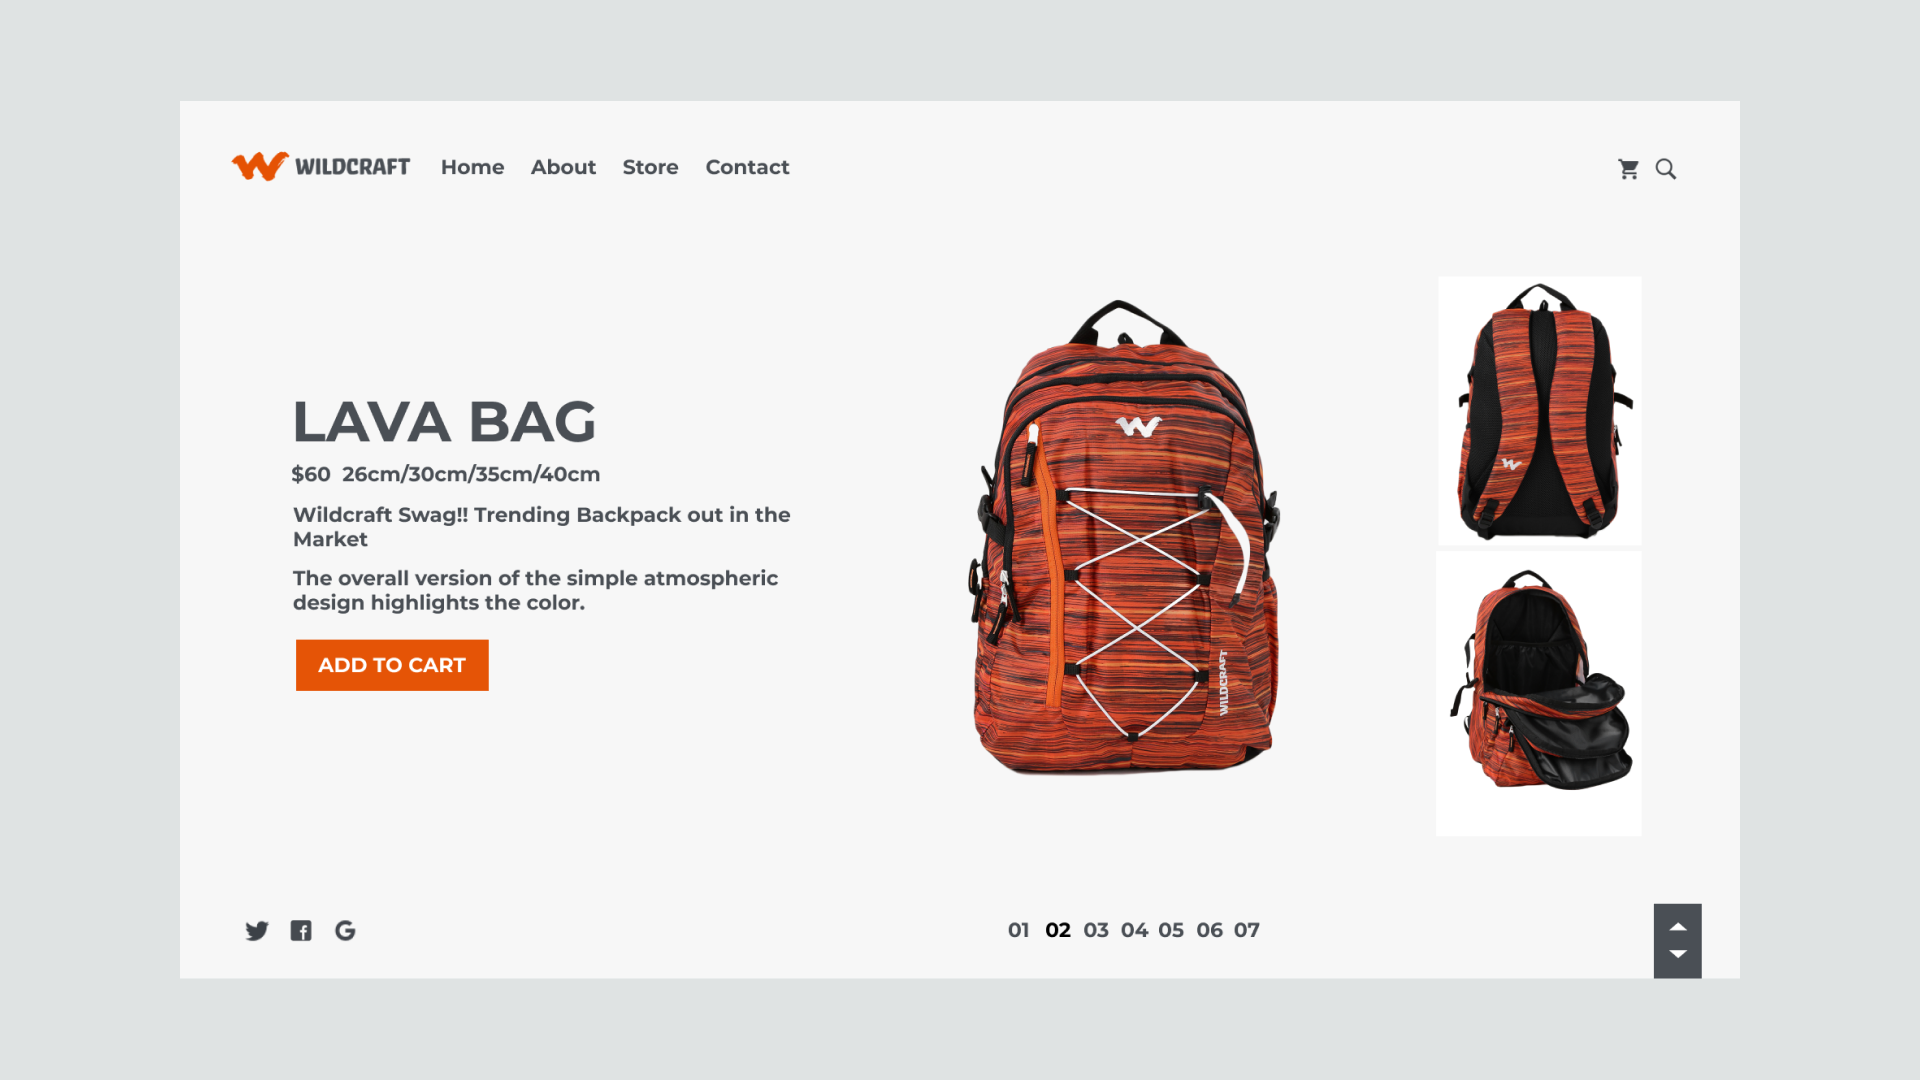 WILDCRAFT Home About Store Contact
LAVA BAG
$60 26cm/30cm/35cm/40cm
Wildcraft Swag!! Trending Backpack out in the
Market
The overall version of the simple atmospheric
design highlights the color.
ADD TO CART
WILDCRAFT
01 02 03 04 05 06 07